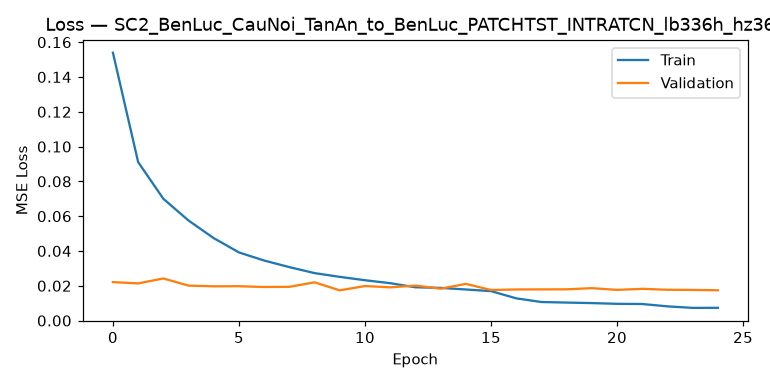 Loss — SC2_BenLuc_CauNoi_TanAn_to_BenLuc_PATCHTST_INTRATCN_lb336h_hz36
0.16
0.14
0.12
0.10
0.08
0.06
0.04
0.02
0.00
MSE Loss
Train
Validation
0 5 10 15 20 25
Epoch